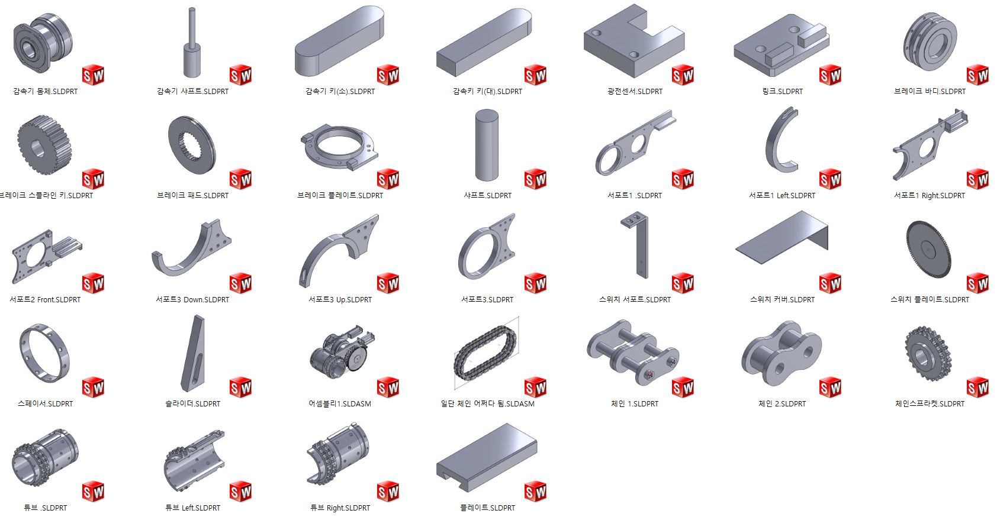 감속기 몸체.SLDPRT
감속기 샤프트.SLDPRT
감속기 키(소).SLDPRT
감속키 키(대).SLDPRT
광전센서.SLDPRT
링크.SLDPRT
브레이크 바디.SLDPRT
브레이크 스플라인 키.SLDPRT
브레이크 패드.SLDPRT
브레이크 플레이트.SLDPRT
샤프트.SLDPRT
서포트1 .SLDPRT
서포트1 Left.SLDPRT
서포트1 Right.SLDPRT
서포트2 Front.SLDPRT
서포트3 Down.SLDPRT
서포트3 Up.SLDPRT
서포트3.SLDPRT
스위치 서포트.SLDPRT
스위치 커버.SLDPRT
스위치 플레이트.SLDPRT
스페이서.SLDPRT
슬라이더.SLDPRT
어셈블리1.SLDASM
일단 체인 어쩌다 됨.SLDASM
체인 1.SLDPRT
체인 2.SLDPRT
체인스프라켓.SLDPRT
튜브 .SLDPRT
튜브 Left.SLDPRT
튜브 Right.SLDPRT
플레이트.SLDPRT